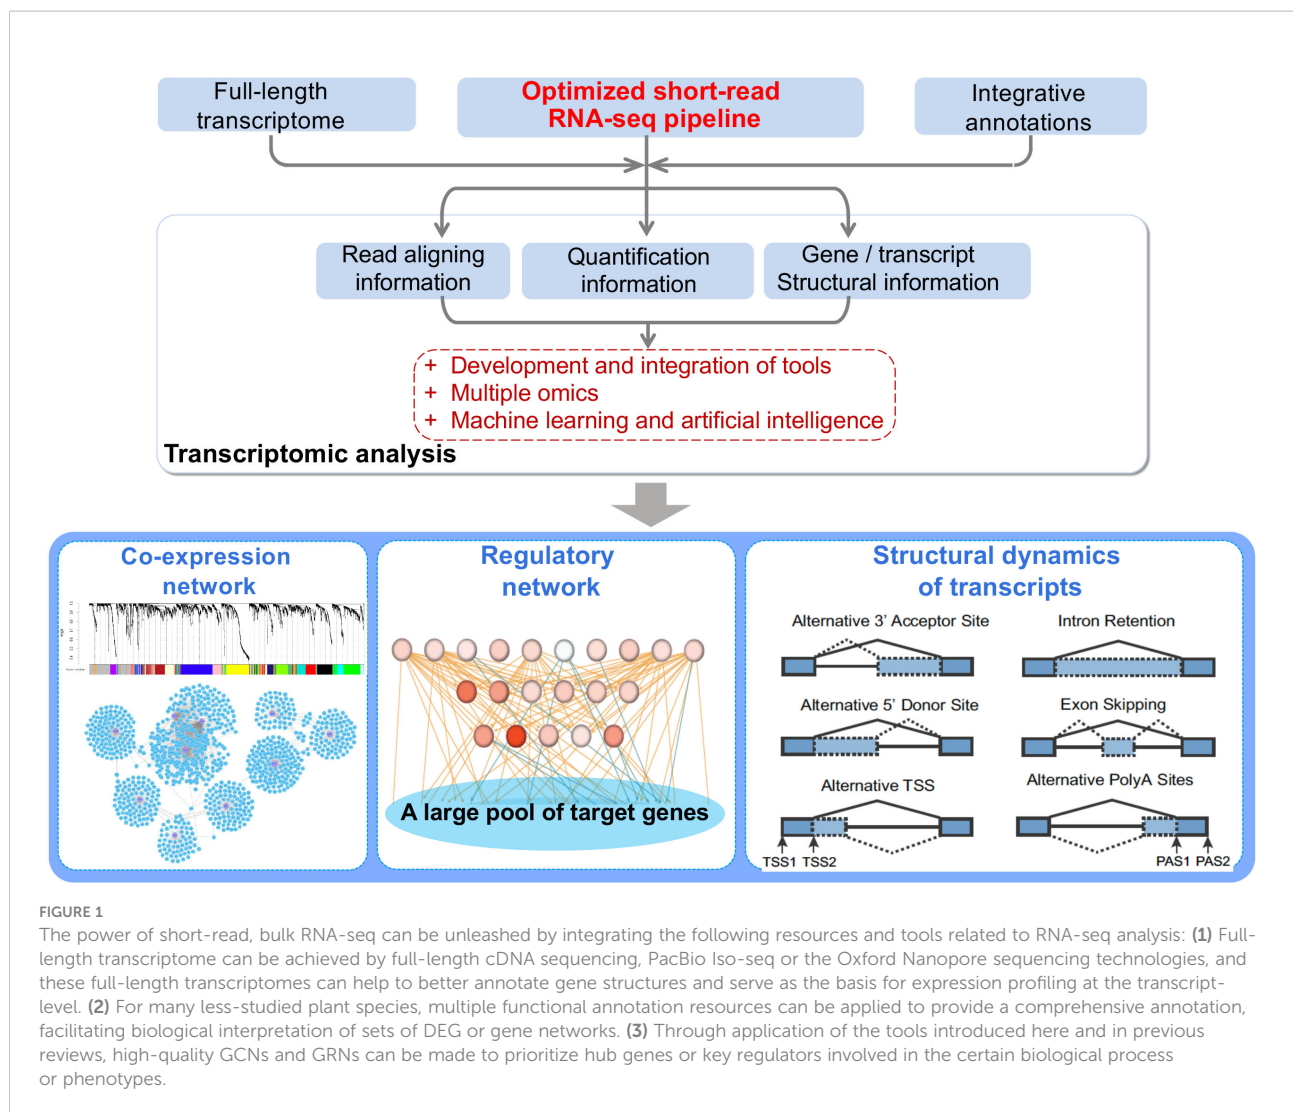 Full-length
transcriptome
Optimized short-read
RNA-seq pipeline
Integrative
annotations
Read aligning
information
Quantification
information
Gene / transcript
Structural information
+ Development and integration of tools
+ Multiple omics
+ Machine learning and artificial intelligence
Transcriptomic analysis
Co-expression
network
Regulatory
network
A large pool of target genes
Structural dynamics
of transcripts
Alternative 3’ Acceptor Site
Intron Retention
Alternative 5’ Donor Site
Exon Skipping
Alternative TSS
Alternative PolyA Sites
TSS1 TSS2
PAS1 PAS2
FIGURE 1
The power of short-read, bulk RNA-seq can be unleashed by integrating the following resources and tools related to RNA-seq analysis: (1) Full-
length transcriptome can be achieved by full-length cDNA sequencing, PacBio Iso-seq or the Oxford Nanopore sequencing technologies, and
these full-length transcriptomes can help to better annotate gene structures and serve as the basis for expression profiling at the transcript-
level. (2) For many less-studied plant species, multiple functional annotation resources can be applied to provide a comprehensive annotation,
facilitating biological interpretation of sets of DEG or gene networks. (3) Through application of the tools introduced here and in previous
reviews, high-quality GCNs and GRNs can be made to prioritize hub genes or key regulators involved in the certain biological process
or phenotypes.